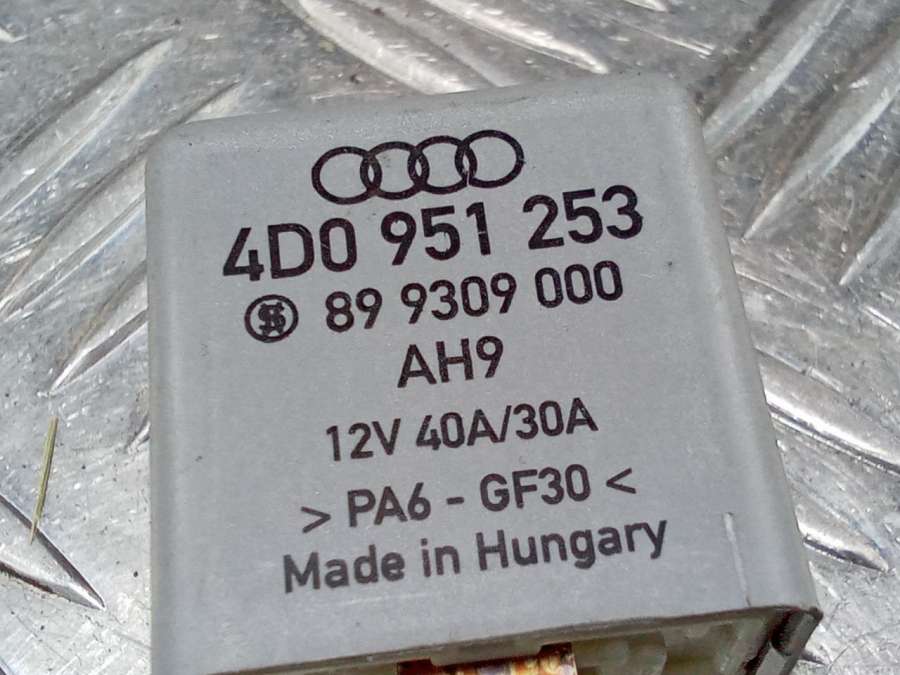 4D0 951 253
89 9309 000
AH9
12V 40A/30A
> PA6 - GF30 <
Made in Hungary